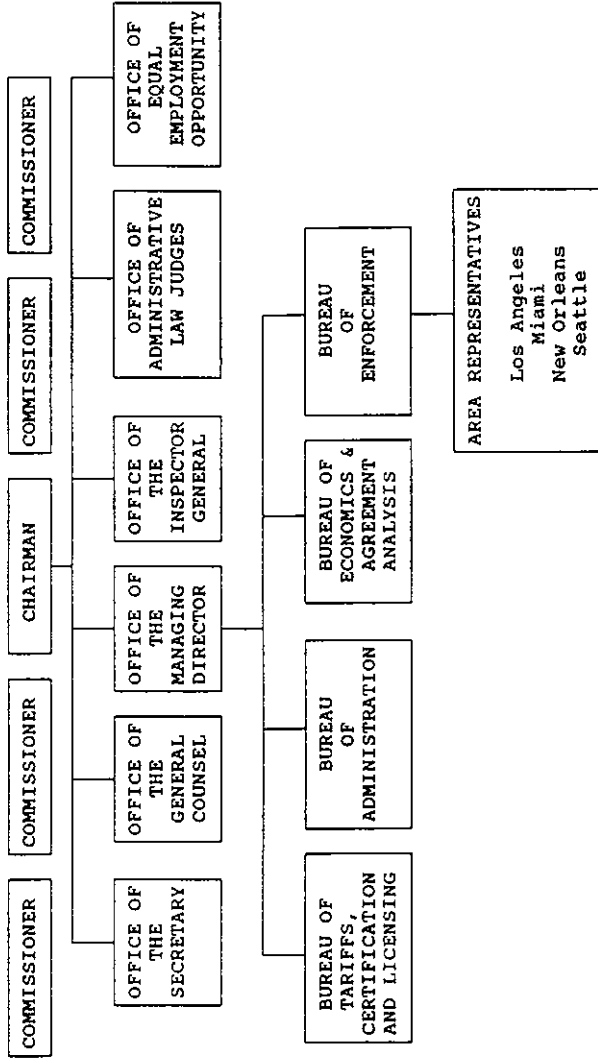 COMMISSIONER
COMMISSIONER
CHAIRMAN
COMMISSIONER
COMMISSIONER
OFFICE OF
THE
SECRETARY
OFFICE OF
THE
GENERAL
COUNSEL
OFFICE OF
THE
MANAGING
DIRECTOR
OFFICE OF
THE
INSPECTOR
GENERAL
OFFICE OF
ADMINISTRATIVE
LAW JUDGES
OFFICE OF
EQUAL
EMPLOYMENT
OPPORTUNITY
BUREAU OF
TARIFFS,
CERTIFICATION
AND LICENSING
BUREAU
OF
ADMINISTRATION
BUREAU OF
ECONOMICS &
AGREEMENT
ANALYSIS
BUREAU
OF
ENFORCEMENT
AREA REPRESENTATIVES
Los Angeles
Miami
New Orleans
Seattle